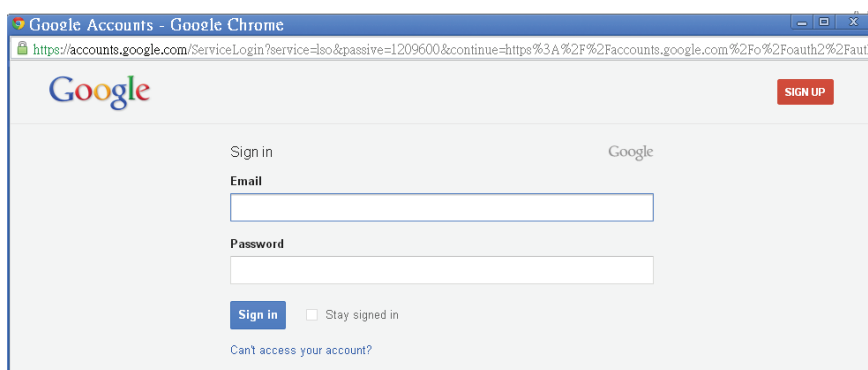 Google Accounts - Google Chrome
https://accounts.google.com/ServiceLogin?service=lso&passive=1209600&continue=https%3A%2F%2Faccounts.google.com%2Fo%2Foauth2%2Faut
Google
SIGN UP
Sign in
Google
Email
Password
Sign in
Stay signed in
Can't access your account?